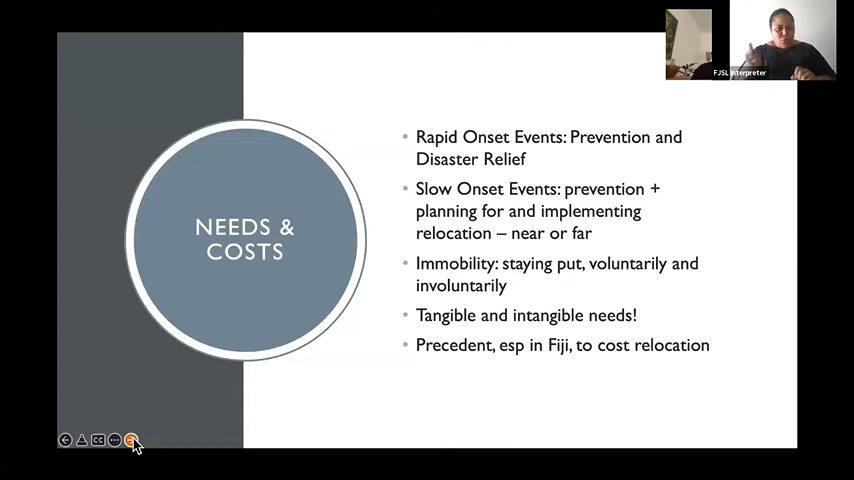 FJSL Interpreter
NEEDS &
COSTS
• Rapid Onset Events: Prevention and
Disaster Relief
• Slow Onset Events: prevention +
planning for and implementing
relocation – near or far
• Immobility: staying put, voluntarily and
involuntarily
• Tangible and intangible needs!
• Precedent, esp in Fiji, to cost relocation
CC